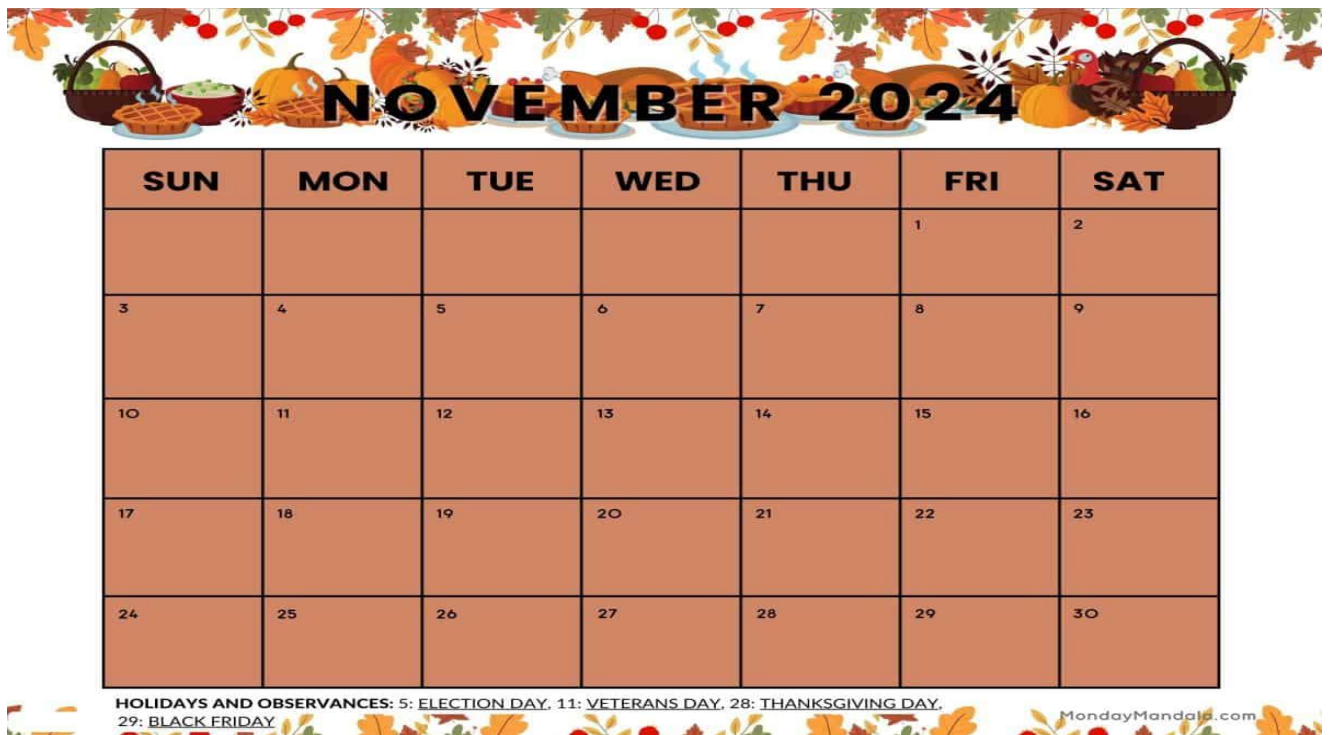 NOVEMBER 2024
SUN MON TUE WED THU FRI SAT
1 2
3 4 5 6 7 8 9
10 11 12 13 14 15 16
17 18 19 20 21 22 23
24 25 26 27 28 29 30
HOLIDAYS AND OBSERVANCES: 5: ELECTION DAY, 11: VETERANS DAY, 28: THANKSGIVING DAY,
29: BLACK FRIDAY
MondayMandala.com